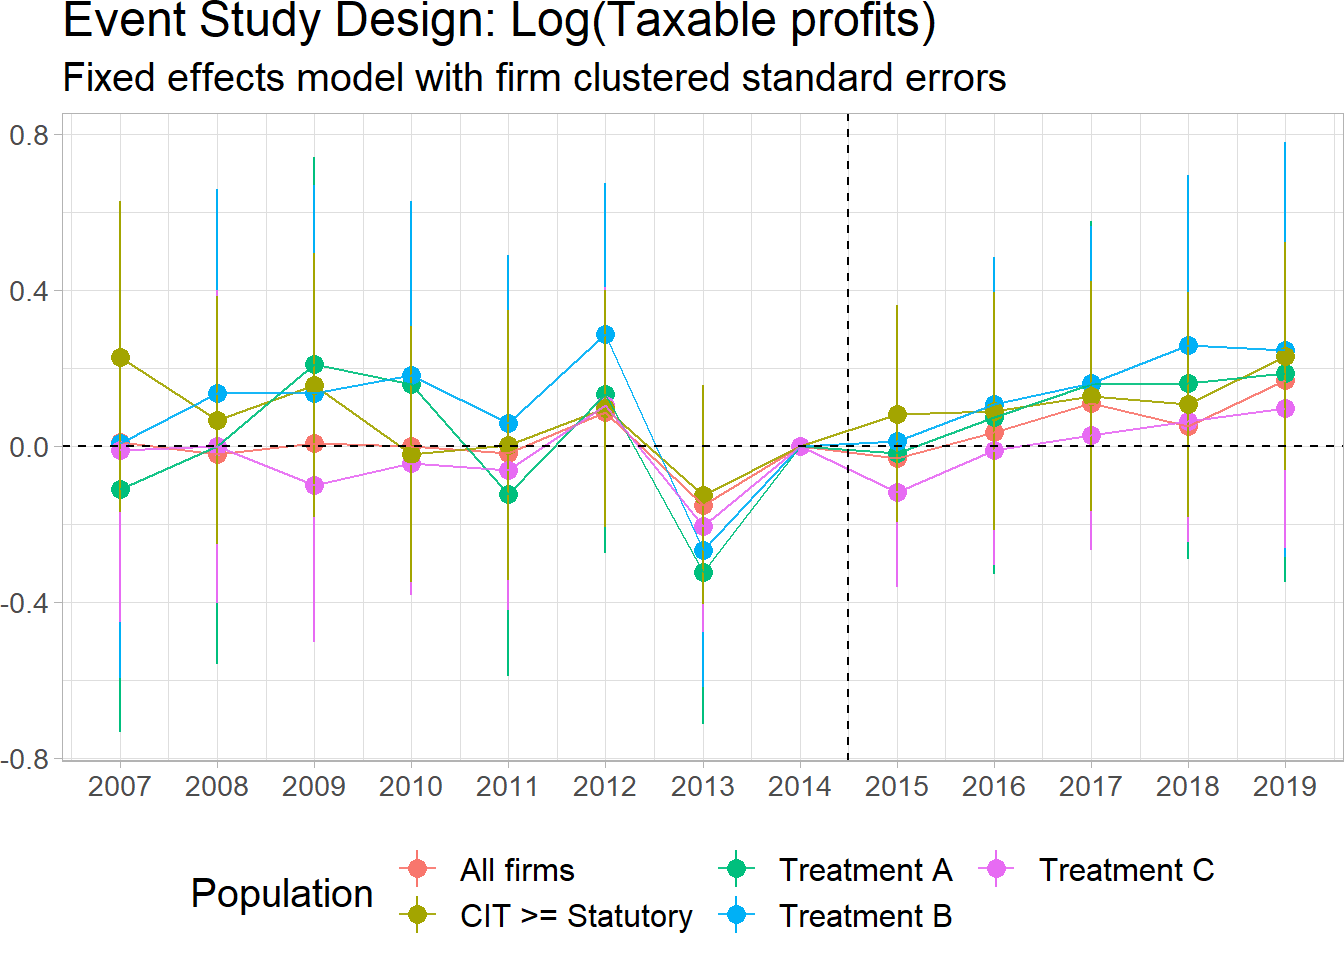 Event Study Design: Log(Taxable profits)
Fixed effects model with firm clustered standard errors
0.8
0.4
0.0
-0.4
-0.8
2007 2008 2009 2010 2011 2012 2013 2014 2015 2016 2017 2018 2019
Population
All firms
CIT >= Statutory
Treatment A
Treatment B
Treatment C